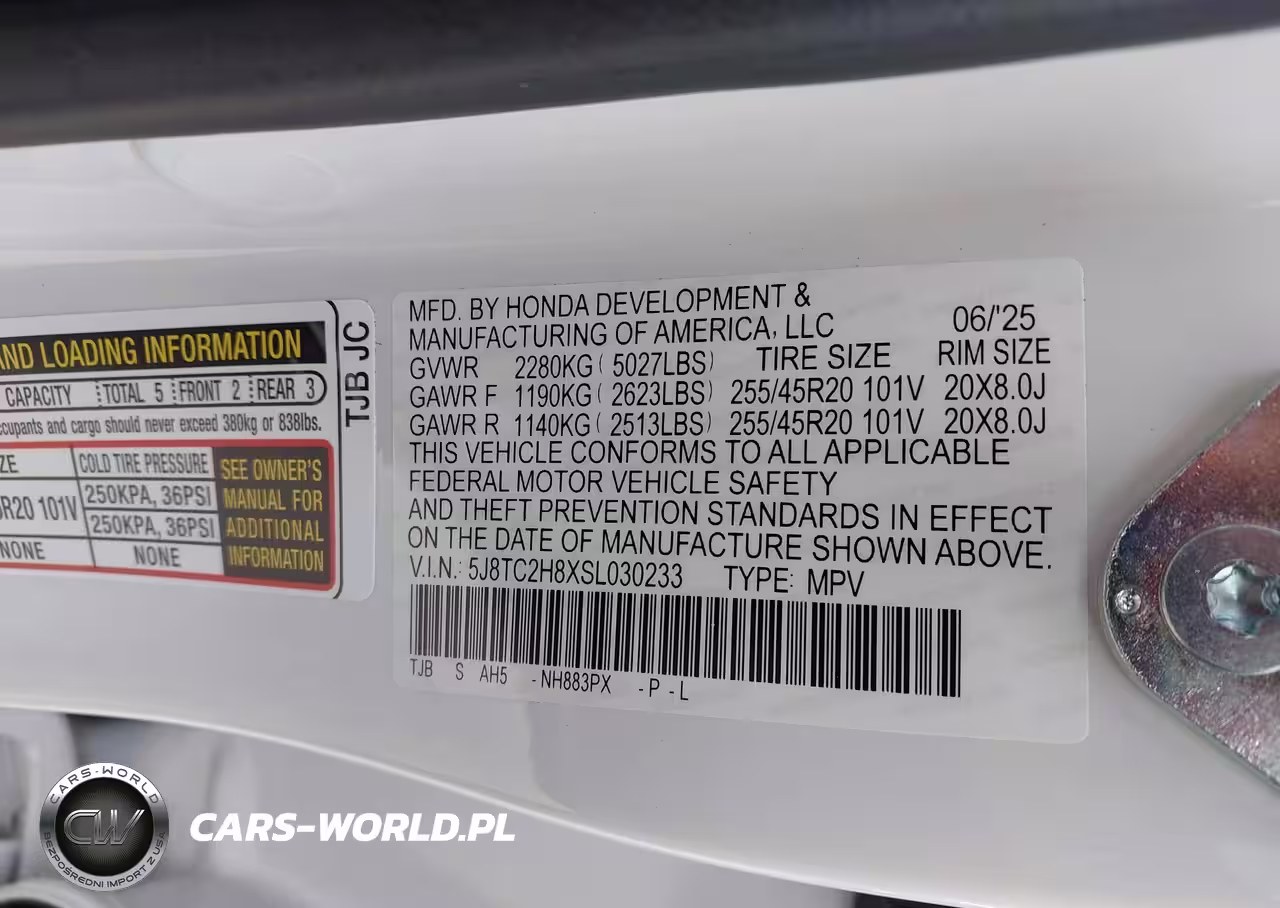 AND LOADING INFORMATION
CAPACITY TOTAL 5 FRONT 2 REAR 3
ccupants and cargo should never exceed 380kg or 838lbs.
ZE COLD TIRE PRESSURE SEE OWNER'S
250KPA, 36PSI MANUAL FOR
5R20 101V 250KPA, 36PSI ADDITIONAL
NONE NONE INFORMATION
TJB JC
MFD. BY HONDA DEVELOPMENT &
MANUFACTURING OF AMERICA, LLC 06/'25
GVWR 2280KG ( 5027LBS) TIRE SIZE RIM SIZE
GAWR F 1190KG ( 2623LBS) 255/45R20 101V 20X8.0J
GAWR R 1140KG ( 2513LBS) 255/45R20 101V 20X8.0J
THIS VEHICLE CONFORMS TO ALL APPLICABLE
FEDERAL MOTOR VEHICLE SAFETY
AND THEFT PREVENTION STANDARDS IN EFFECT
ON THE DATE OF MANUFACTURE SHOWN ABOVE.
V.I.N.: 5J8TC2H8XSL030233 TYPE: MPV
TJB S AH5 -NH883PX -P-L
CARS-WORLD
CW
BEZPOŚREDNI IMPORT Z USA
CARS-WORLD.PL